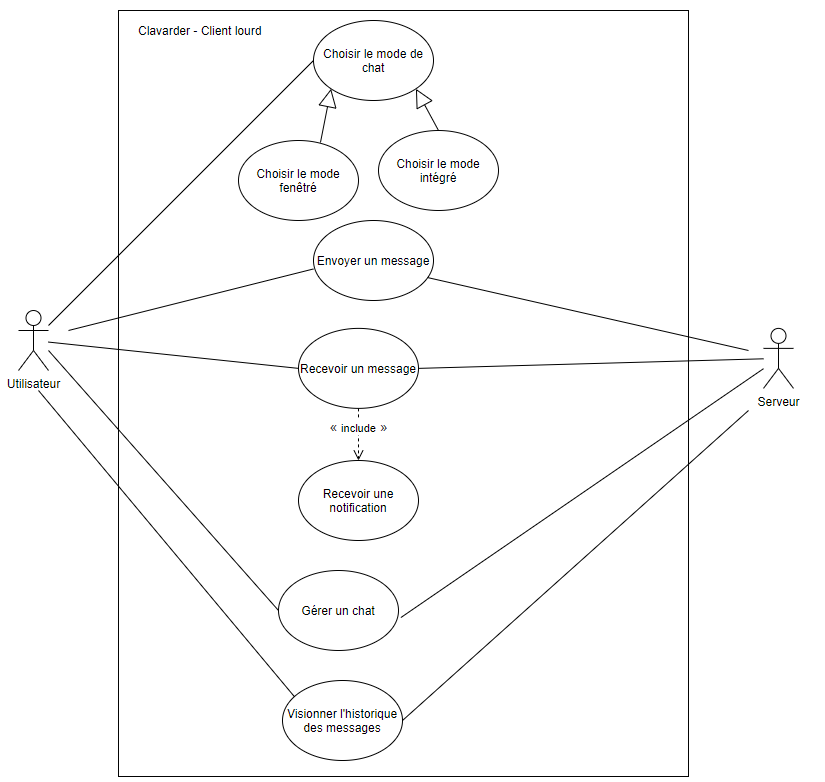 Clavarder - Client lourd
Choisir le mode de
chat
Choisir le mode
fenêtré
Choisir le mode
intégré
Envoyer un message
Utilisateur
Recevoir un message
Serveur
« include »
Recevoir une
notification
Gérer un chat
Visionner l'historique
des messages